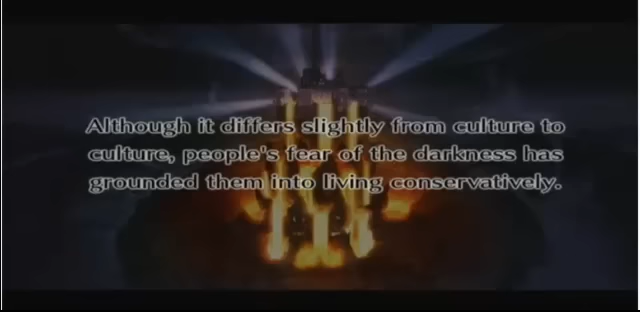 Although it differs slightly from culture to
culture, people's fear of the darkness has
grounded them into living conservatively.